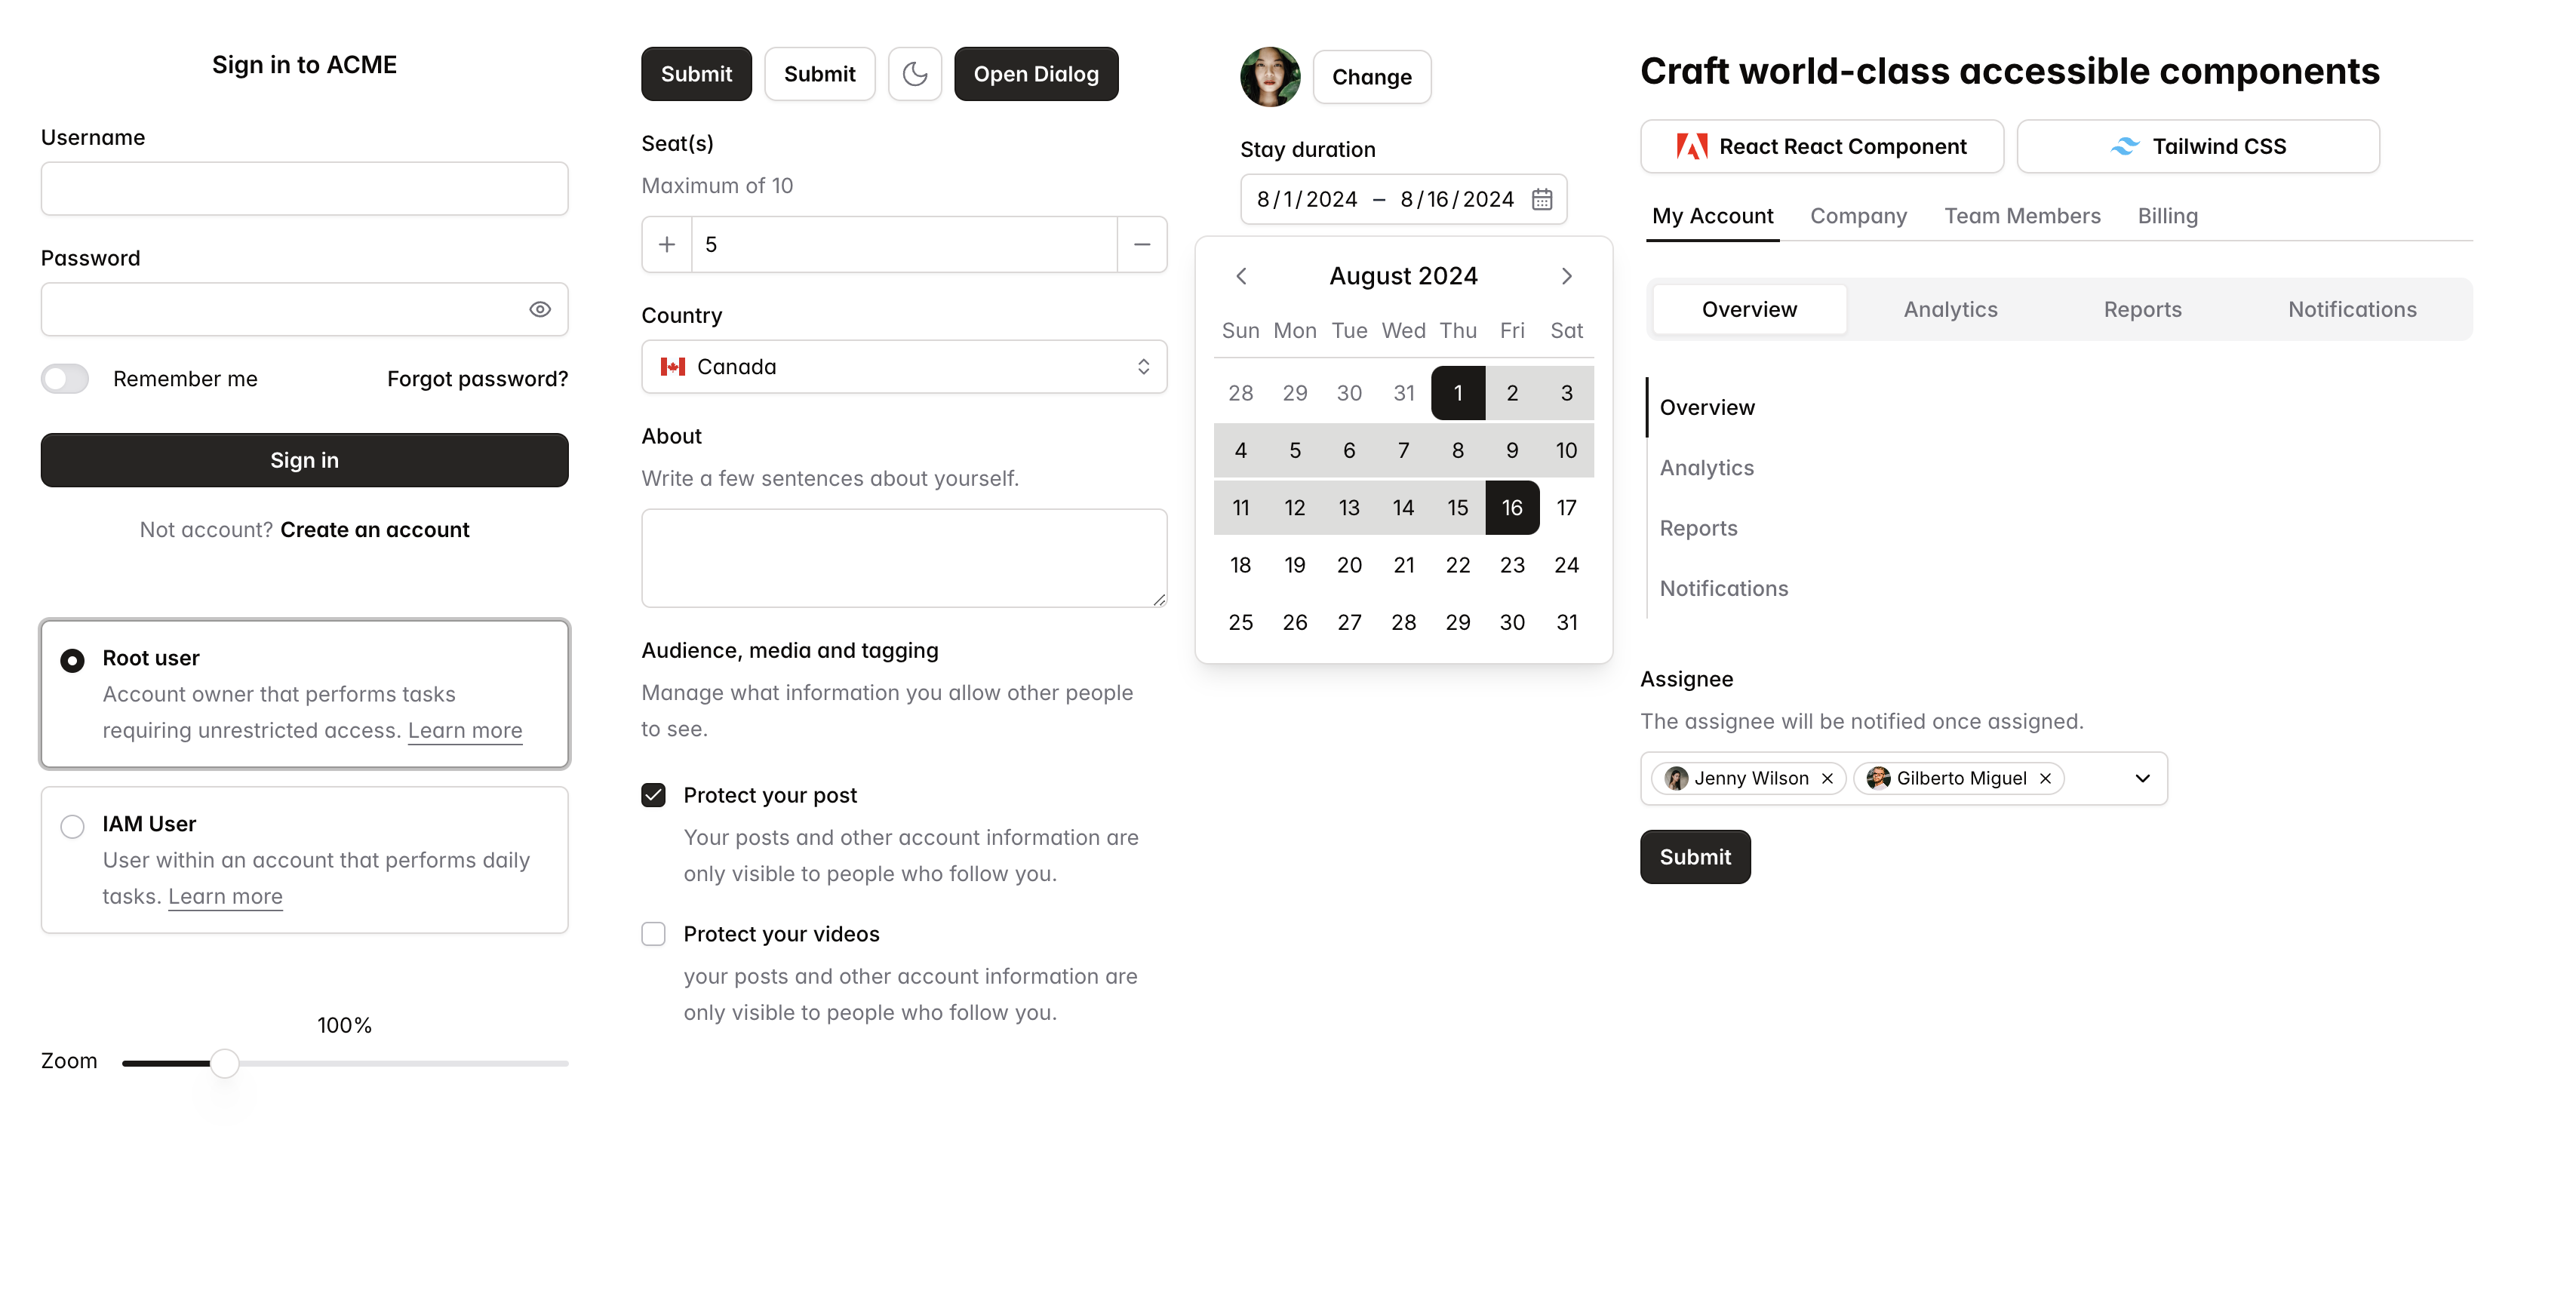 Sign in to ACME
Username
Password
Remember me
Forgot password?
Sign in
Not account? Create an account
Root user
Account owner that performs tasks
requiring unrestricted access. Learn more
IAM User
User within an account that performs daily
tasks. Learn more
100%
Zoom
Submit
Submit
Open Dialog
Seat(s)
Maximum of 10
5
Country
Canada
About
Write a few sentences about yourself.
Audience, media and tagging
Manage what information you allow other people
to see.
Protect your post
Your posts and other account information are
only visible to people who follow you.
Protect your videos
your posts and other account information are
only visible to people who follow you.
Change
Stay duration
8/1/2024 – 8/16/2024
August 2024
Sun Mon Tue Wed Thu Fri Sat
28 29 30 31 1 2 3
4 5 6 7 8 9 10
11 12 13 14 15 16 17
18 19 20 21 22 23 24
25 26 27 28 29 30 31
Craft world-class accessible components
React React Component
Tailwind CSS
My Account Company Team Members Billing
Overview Analytics Reports Notifications
Overview
Analytics
Reports
Notifications
Assignee
The assignee will be notified once assigned.
Jenny Wilson Gilberto Miguel
Submit